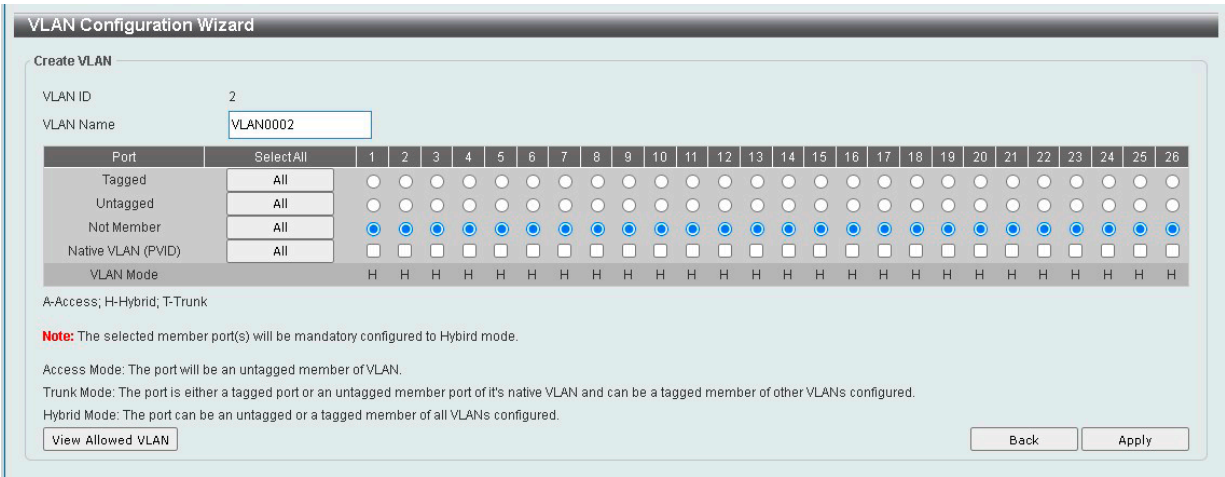 VLAN Configuration Wizard
Create VLAN
VLAN ID 2
VLAN Name VLAN0002
Port SelectAll 1 2 3 4 5 6 7 8 9 10 11 12 13 14 15 16 17 18 19 20 21 22 23 24 25 26
Tagged All
Untagged All
Not Member All
Native VLAN (PVID) All
VLAN Mode H H H H H H H H H H H H H H H H H H H H H H H H H H
A-Access; H-Hybrid; T-Trunk
Note: The selected member port(s) will be mandatory configured to Hybird mode.
Access Mode: The port will be an untagged member of VLAN.
Trunk Mode: The port is either a tagged port or an untagged member port of it's native VLAN and can be a tagged member of other VLANs configured.
Hybrid Mode: The port can be an untagged or a tagged member of all VLANs configured.
View Allowed VLAN Back Apply